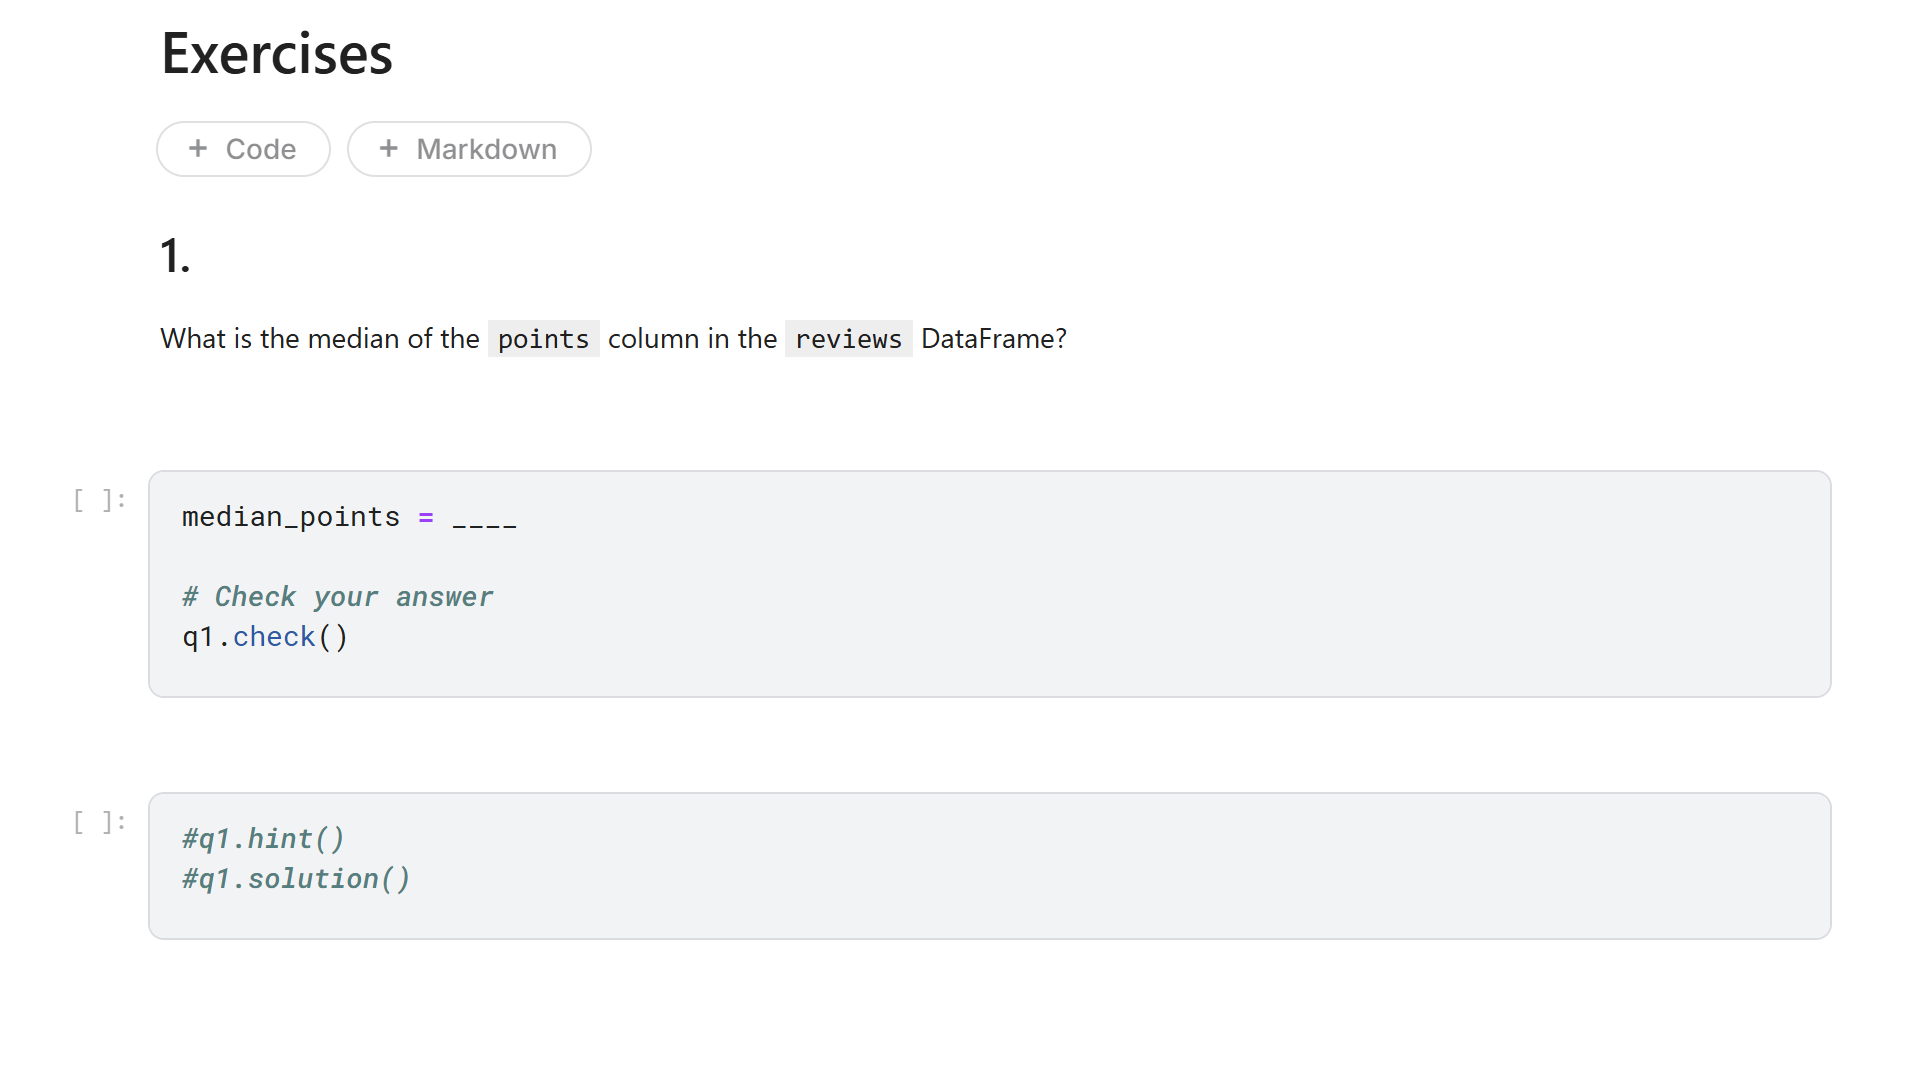 Exercises
+ Code + Markdown
1.
What is the median of the points column in the reviews DataFrame?
[ ]:
median_points = ____
# Check your answer
q1.check()
[ ]:
#q1.hint()
#q1.solution()